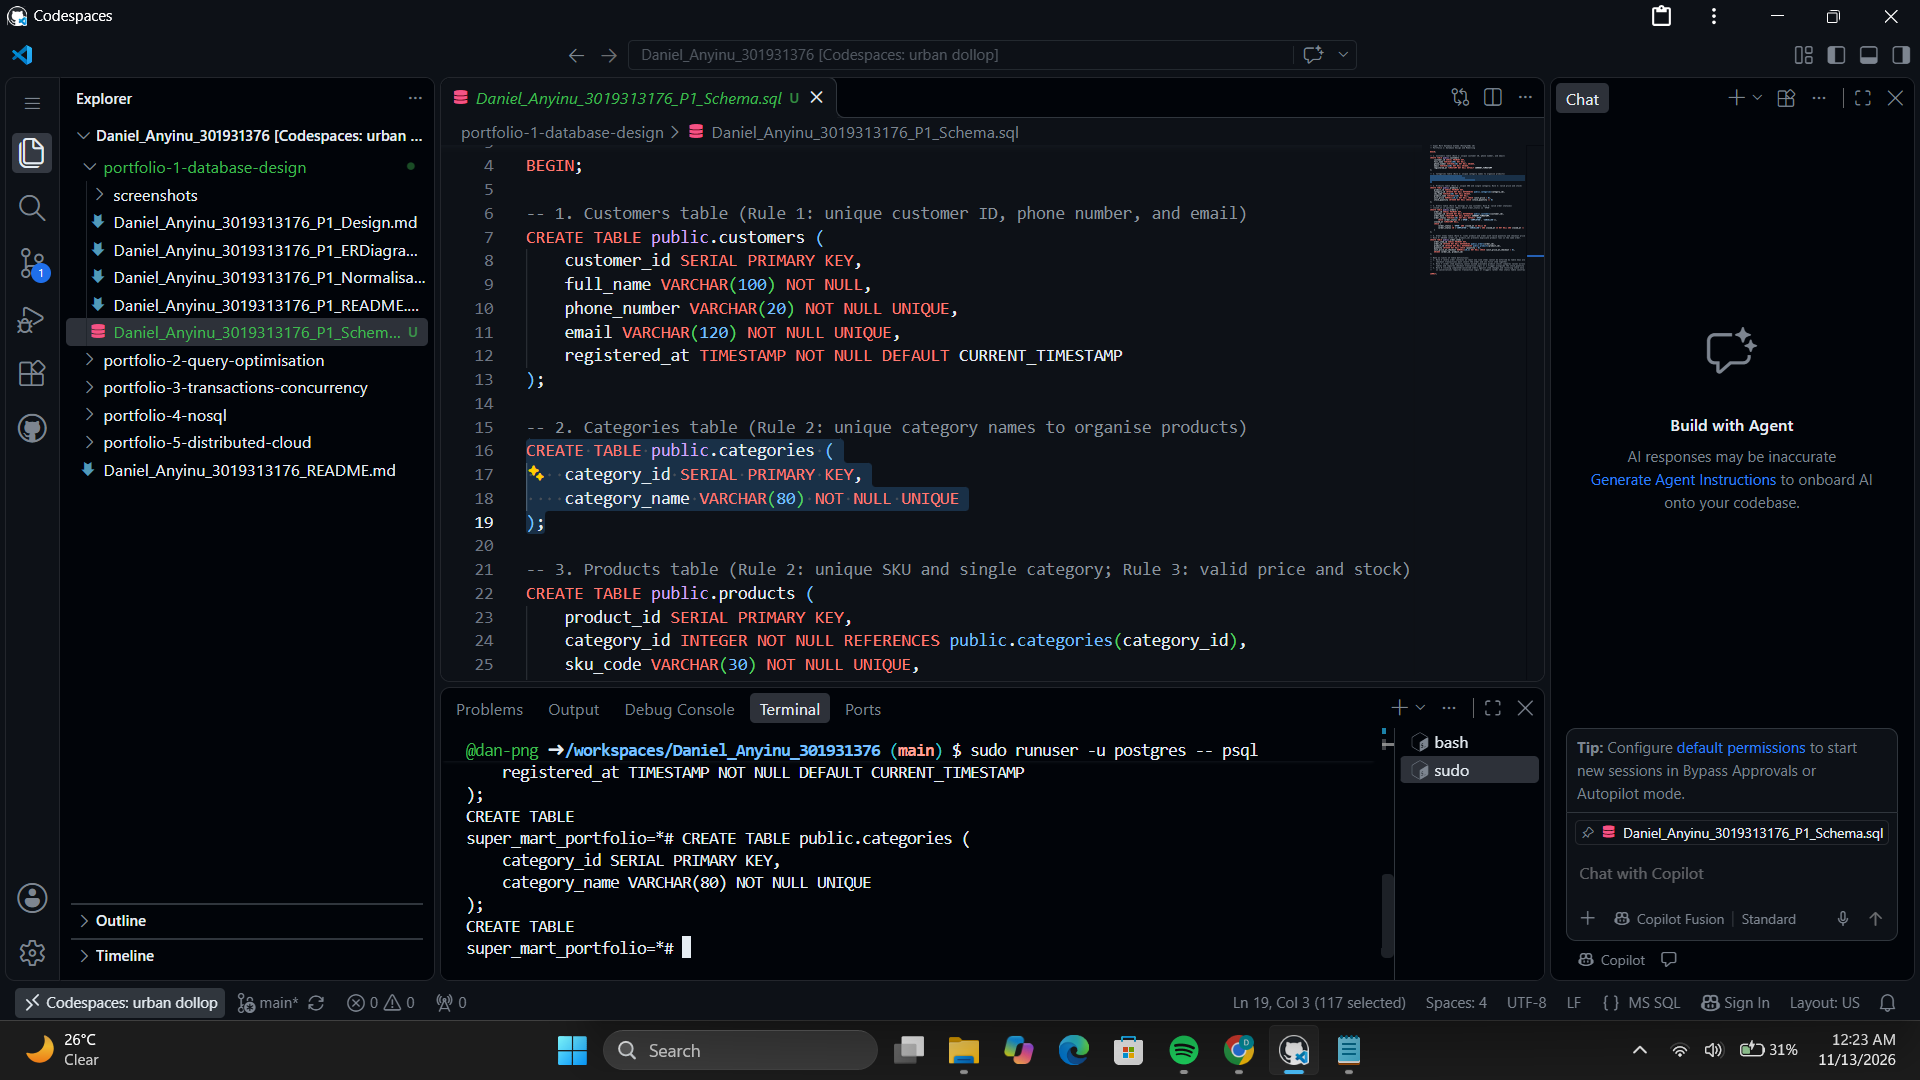 Codespaces
Daniel_Anyinu_301931376 [Codespaces: urban dollop]
Explorer
Daniel_Anyinu_301931376 [Codespaces: urban ...
portfolio-1-database-design
screenshots
Daniel_Anyinu_3019313176_P1_Design.md
Daniel_Anyinu_3019313176_P1_ERDiagra...
Daniel_Anyinu_3019313176_P1_Normalisa...
Daniel_Anyinu_3019313176_P1_README....
Daniel_Anyinu_3019313176_P1_Schem... U
portfolio-2-query-optimisation
portfolio-3-transactions-concurrency
portfolio-4-nosql
portfolio-5-distributed-cloud
Daniel_Anyinu_3019313176_README.md
Outline
Timeline
1
Daniel_Anyinu_3019313176_P1_Schema.sql U
portfolio-1-database-design > Daniel_Anyinu_3019313176_P1_Schema.sql
4 BEGIN;
5
6 -- 1. Customers table (Rule 1: unique customer ID, phone number, and email)
7 CREATE TABLE public.customers (
8 customer_id SERIAL PRIMARY KEY,
9 full_name VARCHAR(100) NOT NULL,
10 phone_number VARCHAR(20) NOT NULL UNIQUE,
11 email VARCHAR(120) NOT NULL UNIQUE,
12 registered_at TIMESTAMP NOT NULL DEFAULT CURRENT_TIMESTAMP
13 );
14
15 -- 2. Categories table (Rule 2: unique category names to organise products)
16 CREATE TABLE public.categories (
17 category_id SERIAL PRIMARY KEY,
18 category_name VARCHAR(80) NOT NULL UNIQUE
19 );
20
21 -- 3. Products table (Rule 2: unique SKU and single category; Rule 3: valid price and stock)
22 CREATE TABLE public.products (
23 product_id SERIAL PRIMARY KEY,
24 category_id INTEGER NOT NULL REFERENCES public.categories(category_id),
25 sku_code VARCHAR(30) NOT NULL UNIQUE,
Problems Output Debug Console Terminal Ports
@dan-png ➜/workspaces/Daniel_Anyinu_301931376 (main) $ sudo runuser -u postgres -- psql
registered_at TIMESTAMP NOT NULL DEFAULT CURRENT_TIMESTAMP
);
CREATE TABLE
super_mart_portfolio=*# CREATE TABLE public.categories (
category_id SERIAL PRIMARY KEY,
category_name VARCHAR(80) NOT NULL UNIQUE
);
CREATE TABLE
super_mart_portfolio=*#
bash
sudo
Chat
Build with Agent
AI responses may be inaccurate
Generate Agent Instructions to onboard AI
onto your codebase.
Tip: Configure default permissions to start
new sessions in Bypass Approvals or
Autopilot mode.
Daniel_Anyinu_3019313176_P1_Schema.sql
Chat with Copilot
Copilot Fusion Standard
Copilot
Codespaces: urban dollop main* 0 0 0
Ln 19, Col 3 (117 selected) Spaces: 4 UTF-8 LF {} MS SQL Sign In Layout: US
26°C
Clear
Search
31%
12:23 AM
11/13/2026